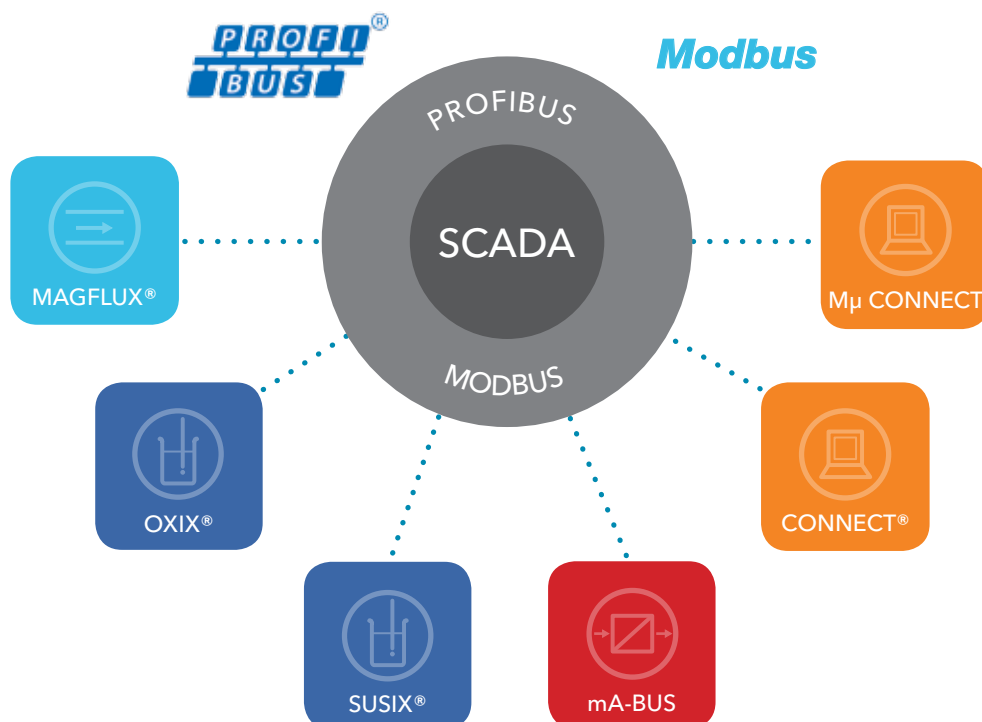 PROFI®
BUS
Modbus
PROFIBUS
SCADA
MODBUS
MAGFLUX®
Mµ CONNECT
OXIX®
CONNECT®
SUSIX®
mA-BUS